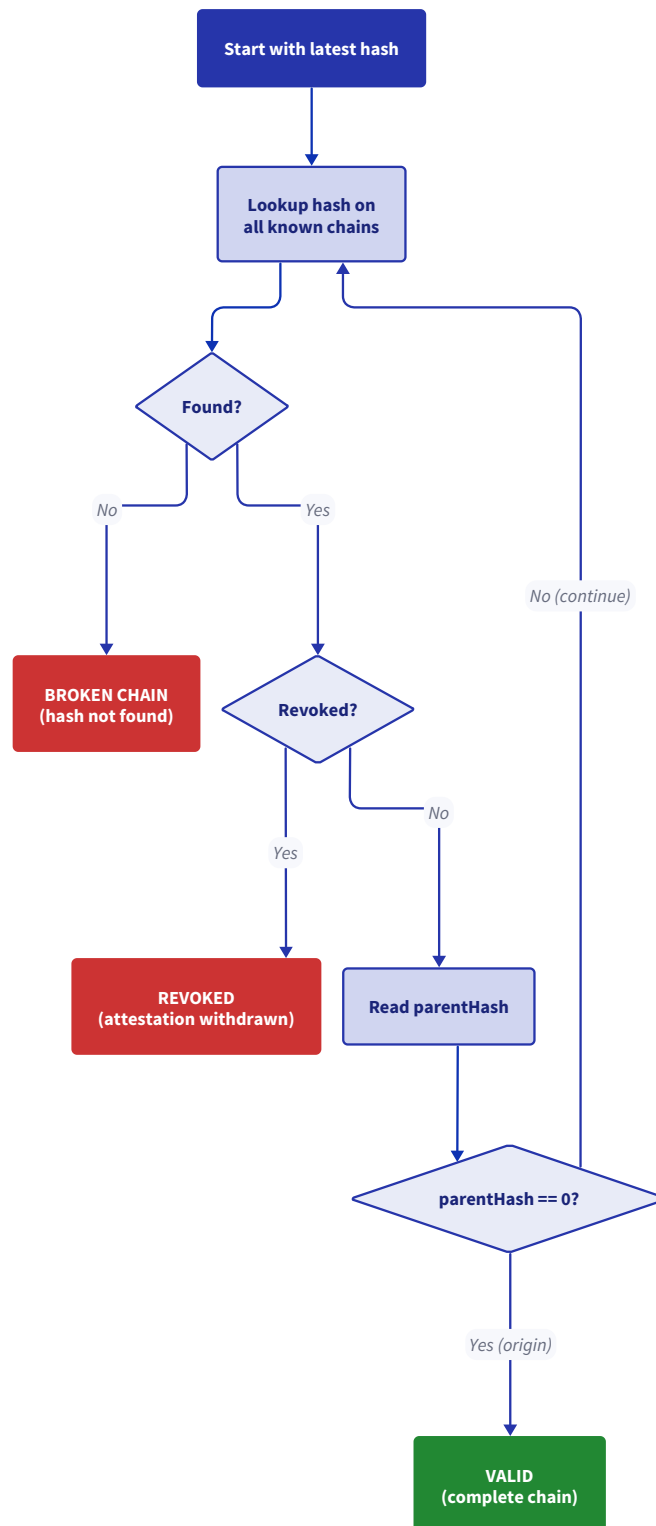 Start with latest hash
Lookup hash on
all known chains
Found?
No
Yes
No (continue)
BROKEN CHAIN
(hash not found)
Revoked?
No
Yes
REVOKED
(attestation withdrawn)
Read parentHash
parentHash == 0?
Yes (origin)
VALID
(complete chain)